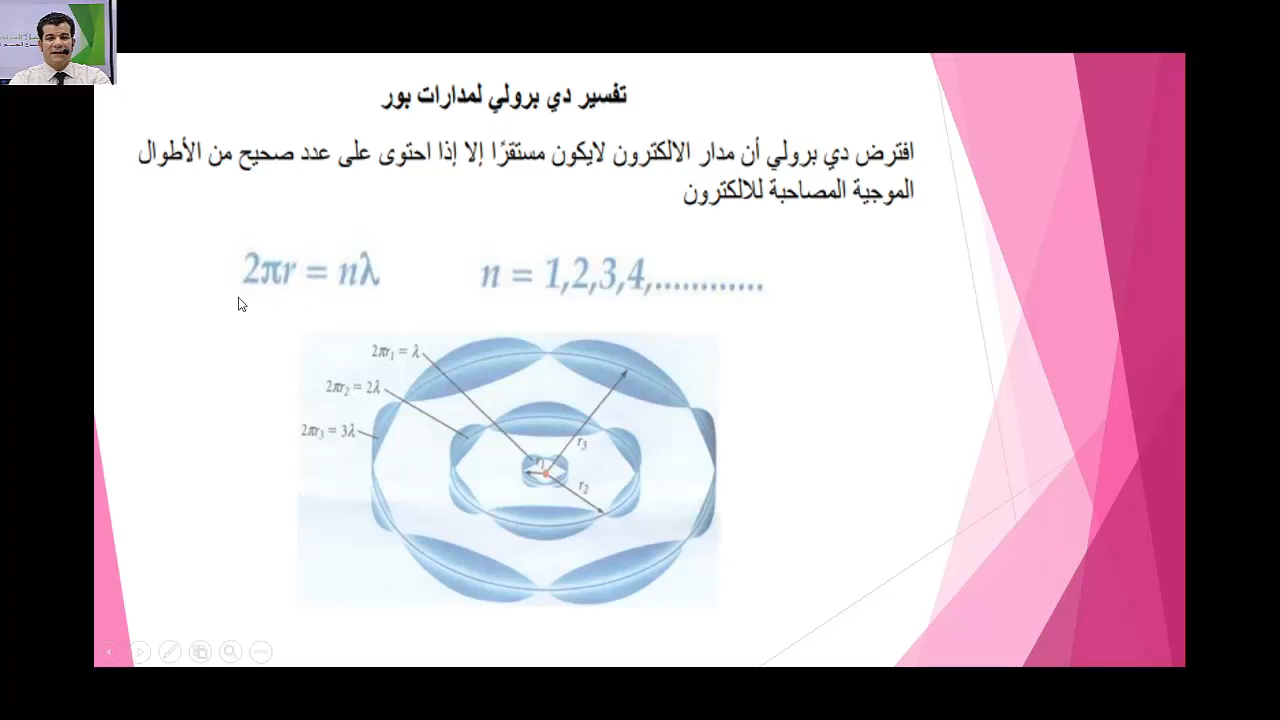 تفسير دي برولي لمدارات بور
افترض دي برولي أن مدار الالكترون لايكون مستقرًا إلا إذا احتوى على عدد صحيح من الأطوال
الموجية المصاحبة للالكترون
2πr = nλ
n = 1,2,3,4,............
2πr₁ = λ
2πr₂ = 2λ
2πr₃ = 3λ
r₃
r₁
r₂